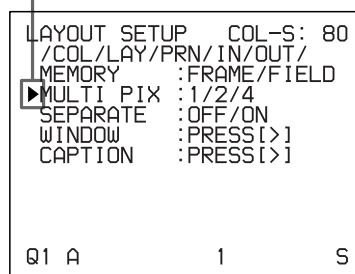 LAYOUT SETUP COL-S: 80
/COL/LAY/PRN/IN/OUT/
MEMORY :FRAME/FIELD
▶MULTI PIX :1/2/4
SEPARATE :OFF/ON
WINDOW :PRESS[>]
CAPTION :PRESS[>]
Q1 A 1 S